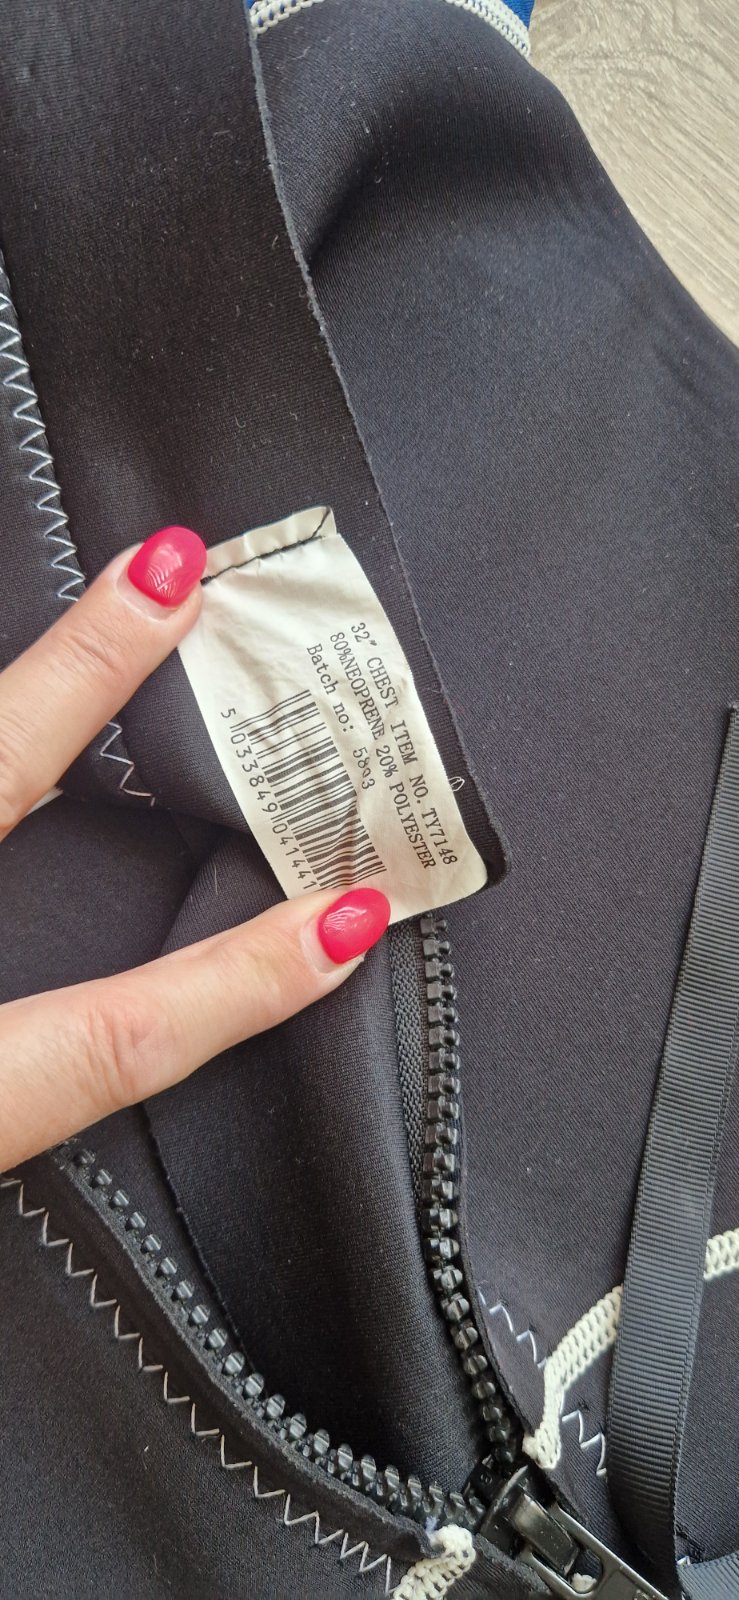 32" CHEST ITEM NO. TY7148
80%NEOPRENE 20% POLYESTER
Batch no: 5803
5 033849 041441